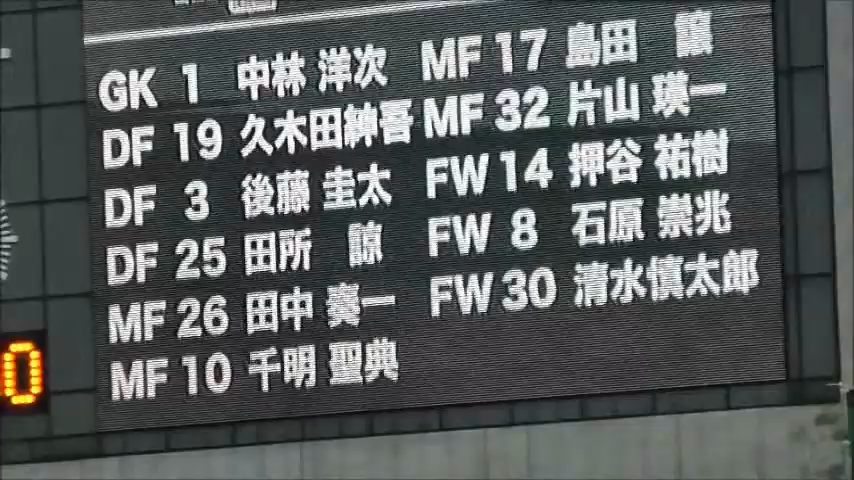 GK 1 中林 洋次
DF 19 久木田紳吾
DF 3 後藤 圭太
DF 25 田所 諒
MF 26 田中 奏一
MF 10 千明 聖典
MF 17 島田 譲
MF 32 片山 瑛一
FW 14 押谷 祐樹
FW 8 石原 崇兆
FW 30 清水慎太郎
0